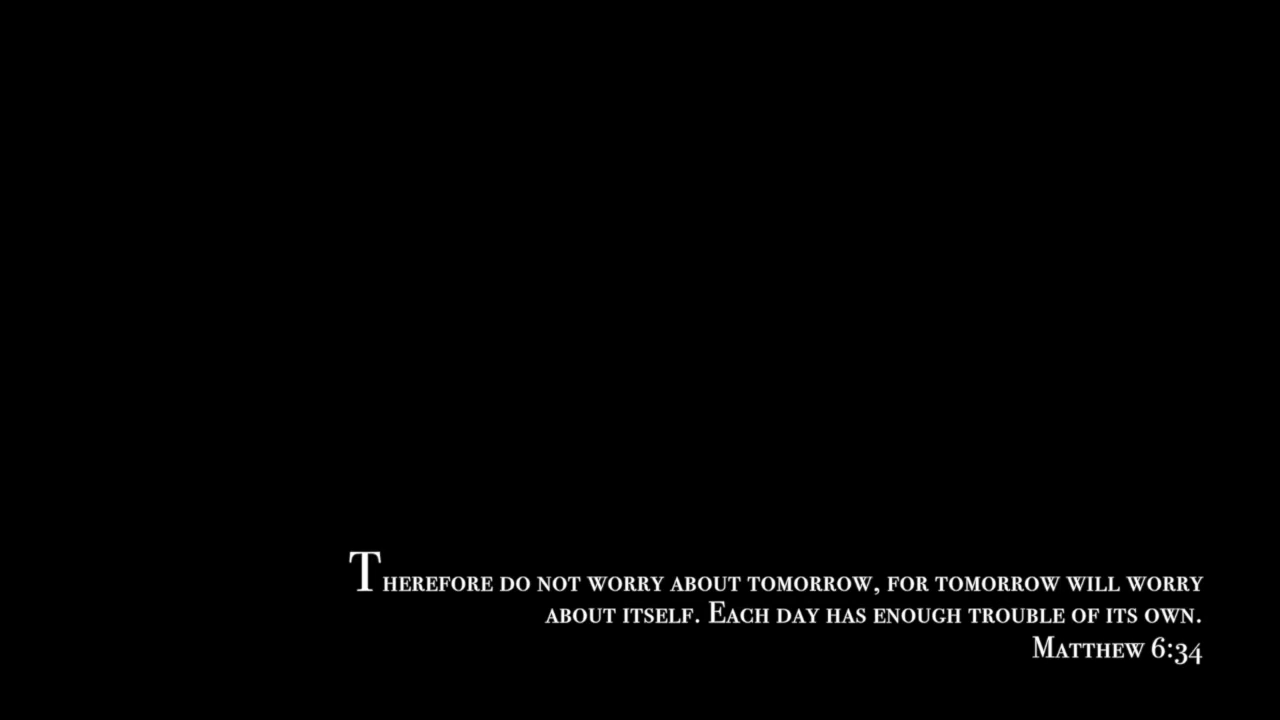 Therefore do not worry about tomorrow, for tomorrow will worry
about itself. Each day has enough trouble of its own.
Matthew 6:34